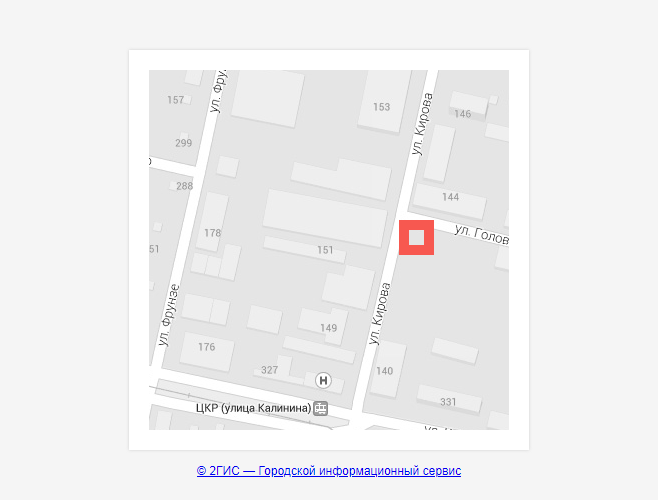 ул. Фрун
157
153
146
ул. Кирова
299
288
144
178
ул. Голов
51
151
ул. Фрунзе
ул. Кирова
149
176
327
H
140
ЦКР (улица Калинина)
331
© 2ГИС — Городской информационный сервис